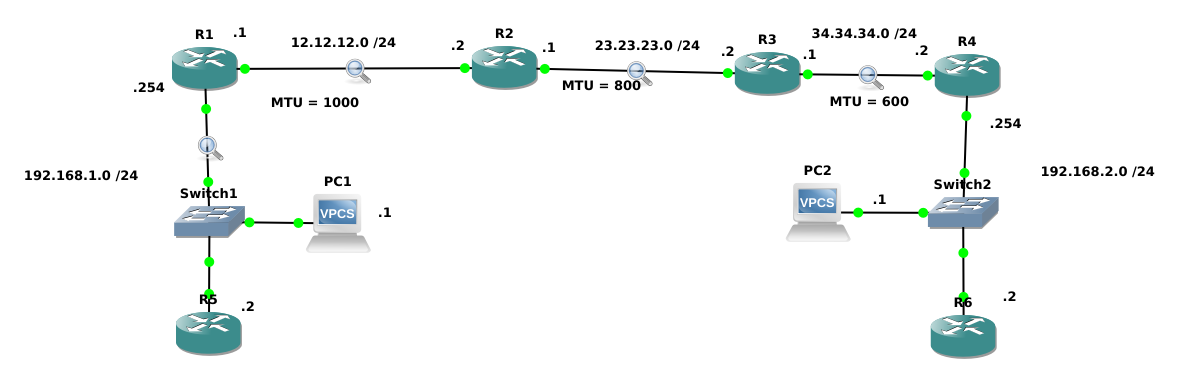 R1
.1
12.12.12.0 /24
.2
R2
.1
23.23.23.0 /24
.2
R3
.1
34.34.34.0 /24
.2
R4
.254
MTU = 1000
MTU = 800
MTU = 600
.254
192.168.1.0 /24
Switch1
PC1
VPCS
.1
PC2
VPCS
.1
Switch2
192.168.2.0 /24
R5
.2
R6
.2